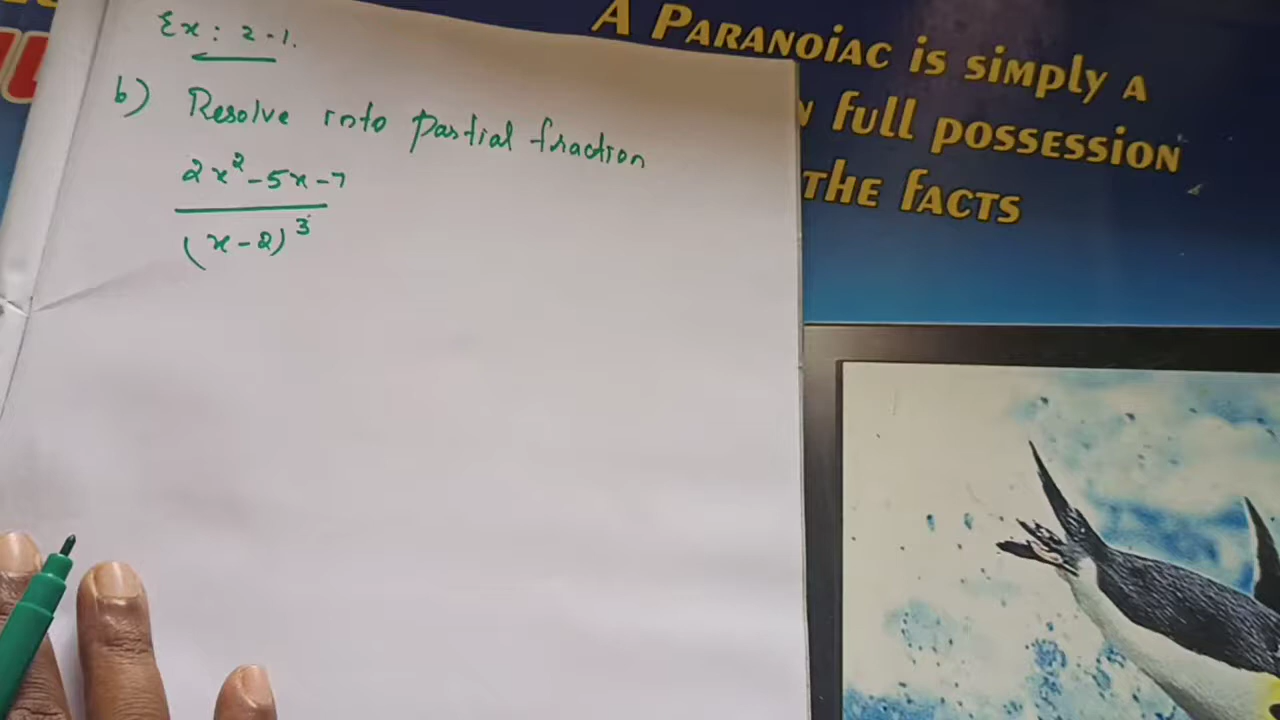 Ex: 2-1.
b) Resolve into partial fraction
2x²-5x-7
(x-2)³
A PARANOiAC is simply A
full possession
THE FACTS